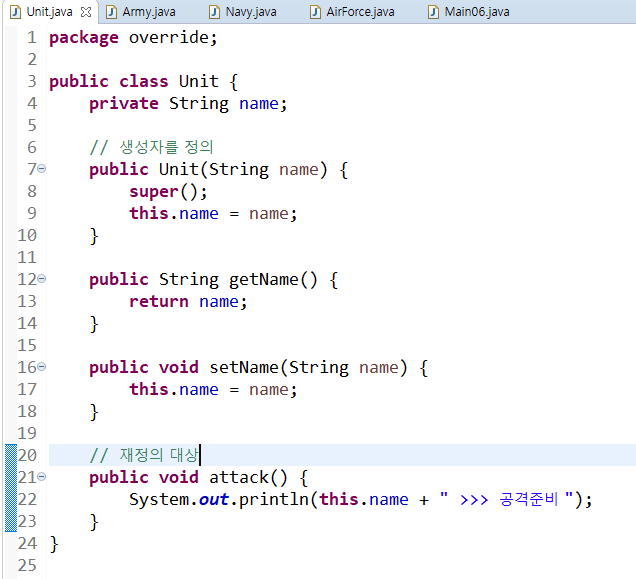 Unit.java Army.java Navy.java AirForce.java Main06.java
1 package override;
2
3 public class Unit {
4     private String name;
5
6     // 생성자를 정의
7     public Unit(String name) {
8         super();
9         this.name = name;
10     }
11
12     public String getName() {
13         return name;
14     }
15
16     public void setName(String name) {
17         this.name = name;
18     }
19
20     // 재정의 대상
21     public void attack() {
22         System.out.println(this.name + " >>> 공격준비");
23     }
24 }
25